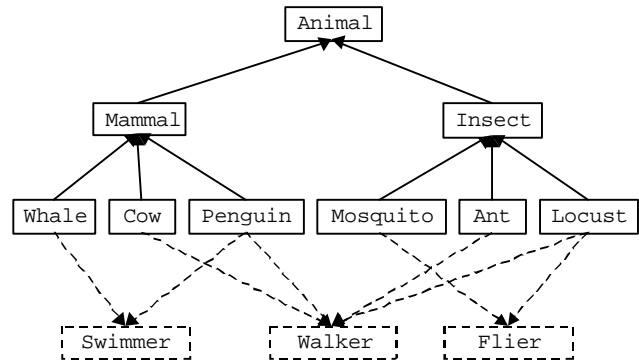 Animal
Mammal Insect
Whale Cow Penguin Mosquito Ant Locust
Swimmer Walker Flier